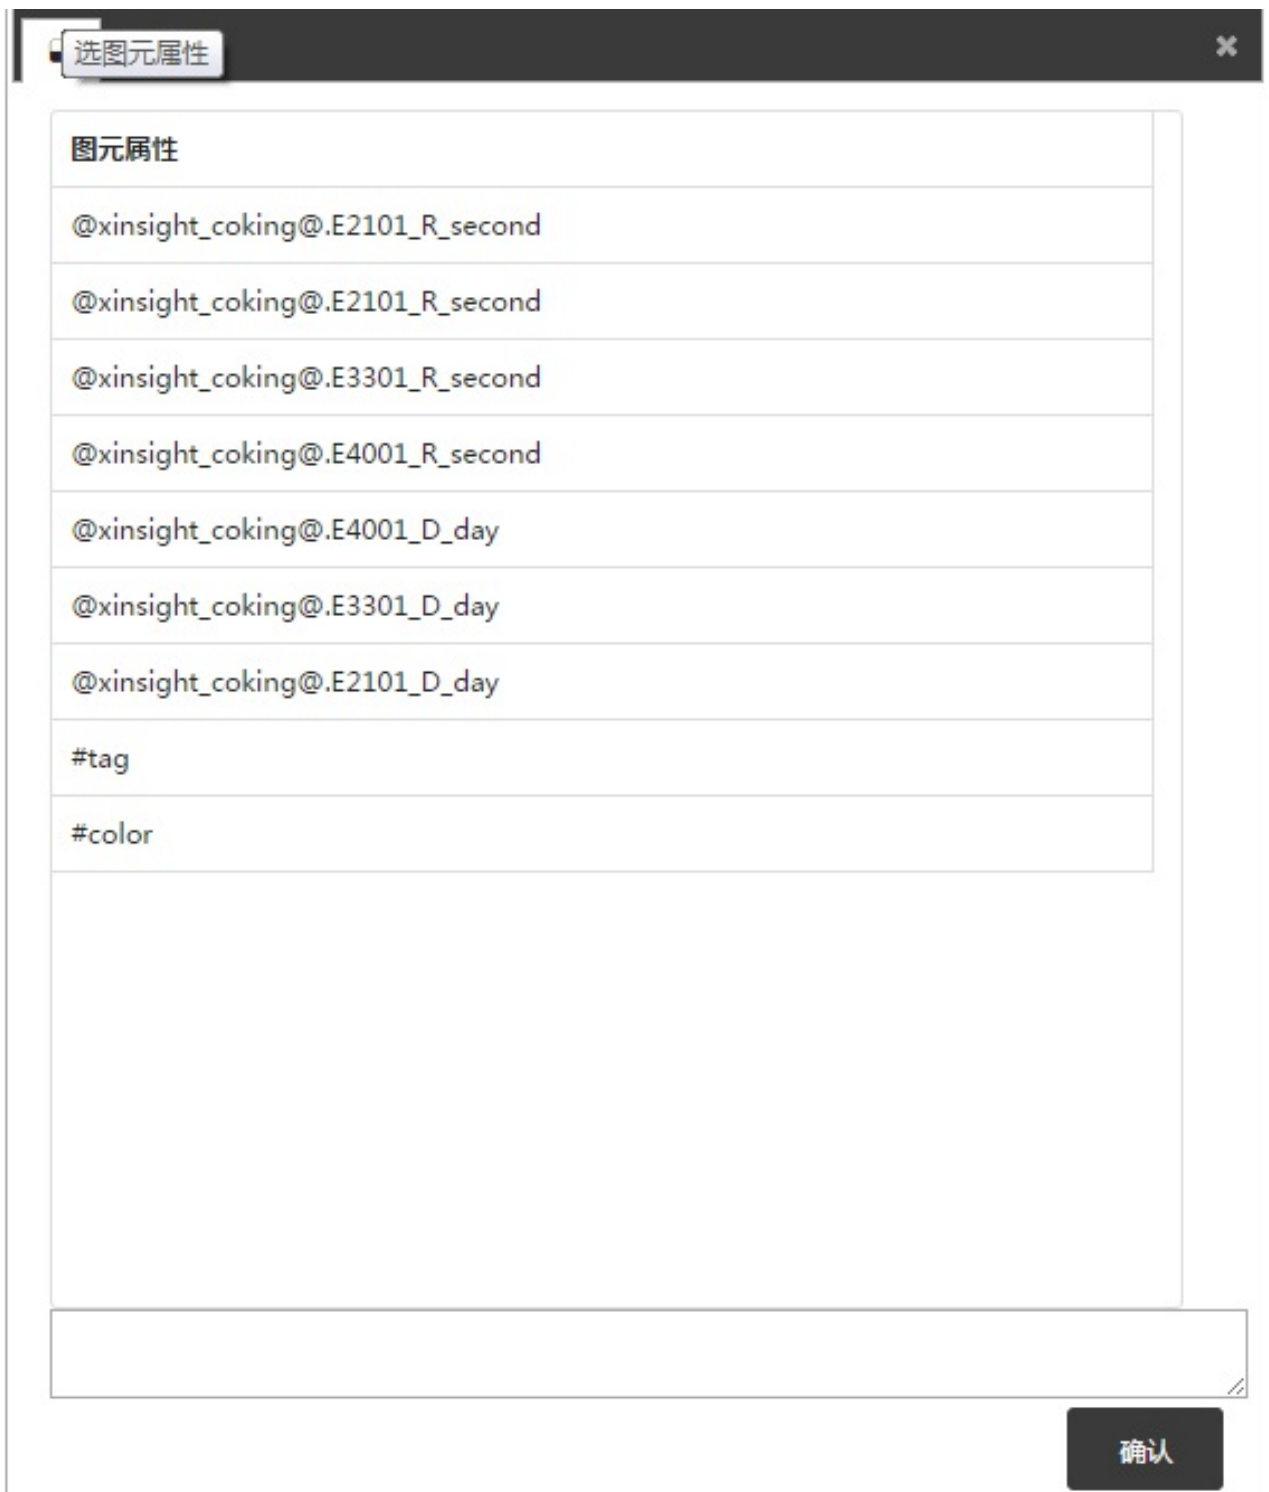 选图元属性
图元属性
@xinsight_coking@.E2101_R_second
@xinsight_coking@.E2101_R_second
@xinsight_coking@.E3301_R_second
@xinsight_coking@.E4001_R_second
@xinsight_coking@.E4001_D_day
@xinsight_coking@.E3301_D_day
@xinsight_coking@.E2101_D_day
#tag
#color
确认